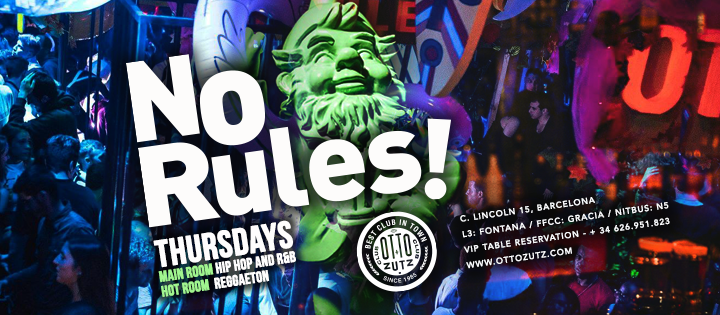 No
Rules!
THURSDAYS
MAIN ROOM HIP HOP AND R&B
HOT ROOM REGGAETON
BEST CLUB IN TOWN
CLUB OTTO CLUB
ZUTZ
SINCE 1985
C. LINCOLN 15, BARCELONA
L3: FONTANA / FFCC: GRACIA / NITBUS: N5
VIP TABLE RESERVATION - + 34 626.951.823
WWW.OTTOZUTZ.COM
OT